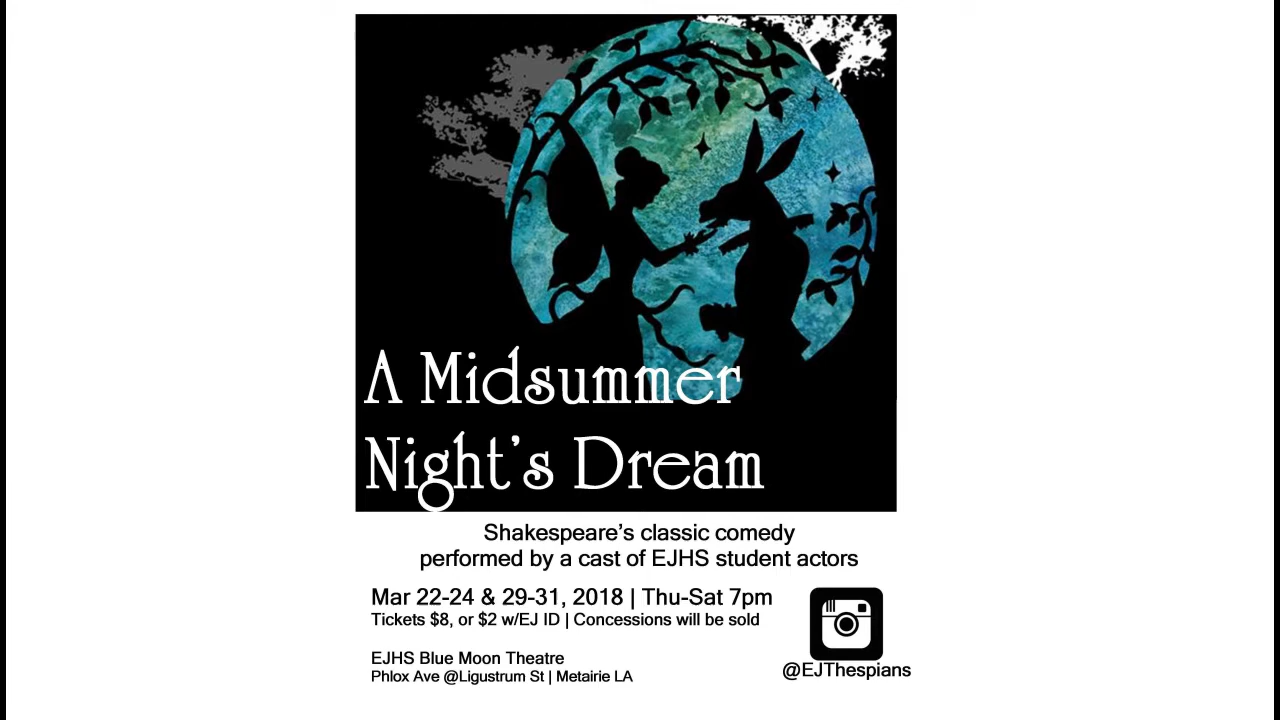 A Midsummer
Night's Dream
Shakespeare's classic comedy
performed by a cast of EJHS student actors
Mar 22-24 & 29-31, 2018 | Thu-Sat 7pm
Tickets $8, or $2 w/EJ ID | Concessions will be sold
EJHS Blue Moon Theatre
Phlox Ave @Ligustrum St | Metairie LA
@EJThespians